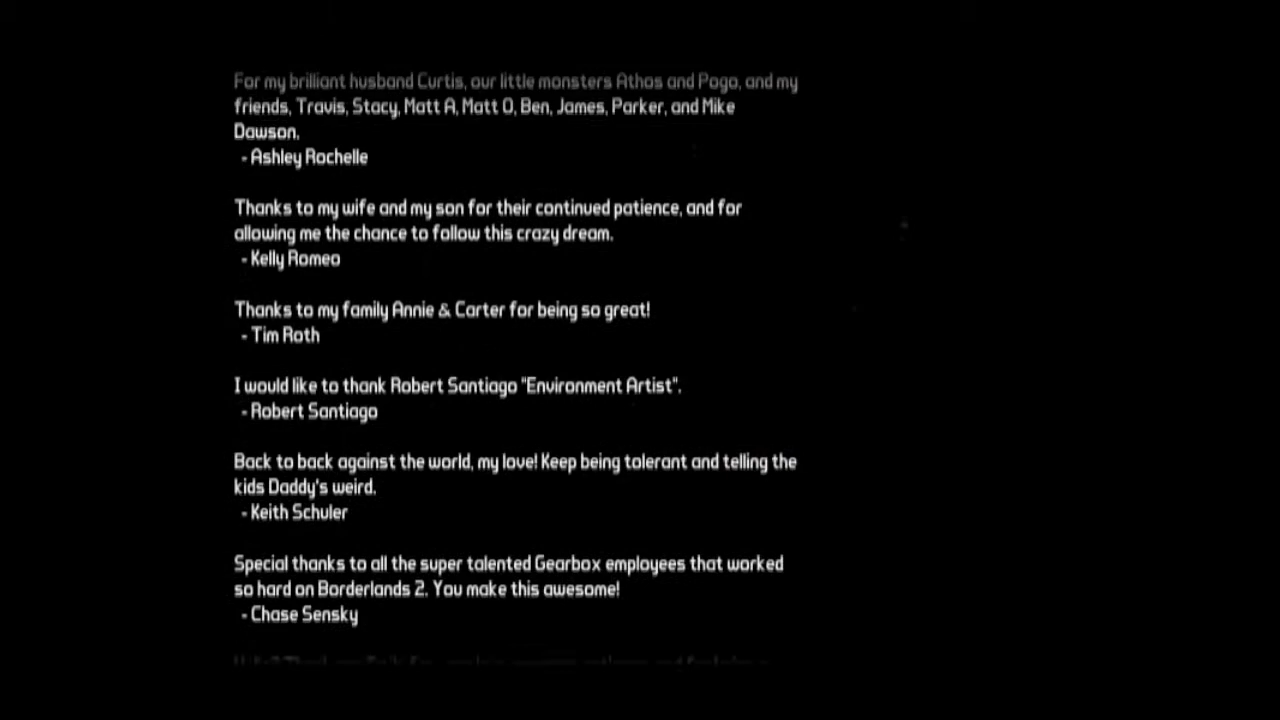 For my brilliant husband Curtis, our little monsters Athos and Pogo, and my
friends, Travis, Stacy, Matt A, Matt O, Ben, James, Parker, and Mike
Dawson.
- Ashley Rochelle
Thanks to my wife and my son for their continued patience, and for
allowing me the chance to follow this crazy dream.
- Kelly Romeo
Thanks to my family Annie & Carter for being so great!
- Tim Roth
I would like to thank Robert Santiago "Environment Artist".
- Robert Santiago
Back to back against the world, my love! Keep being tolerant and telling the
kids Daddy's weird.
- Keith Schuler
Special thanks to all the super talented Gearbox employees that worked
so hard on Borderlands 2. You make this awesome!
- Chase Sensky